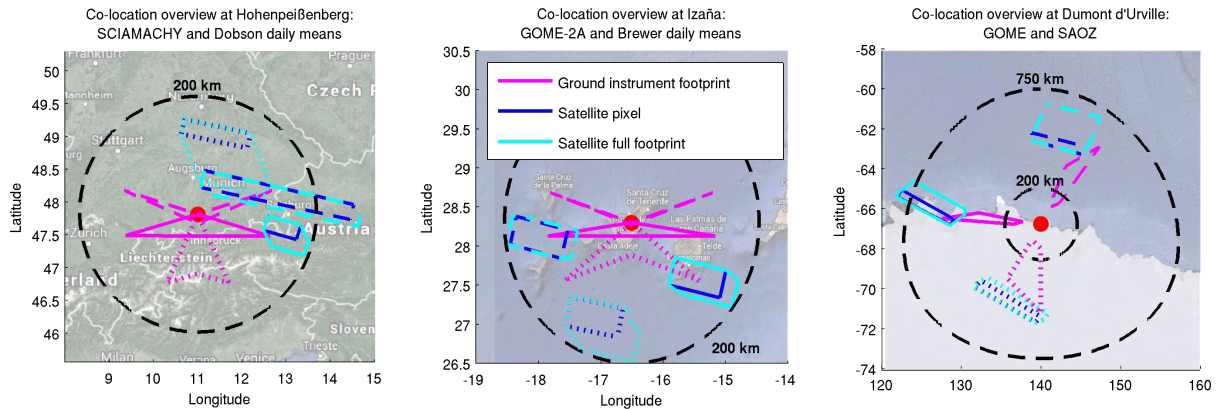 Co-location overview at Hohenpeißenberg:
SCIAMACHY and Dobson daily means
50
49.5
49
48.5
48
47.5
47
46.5
46
Latitude
9
10
11
12
13
14
15
Longitude
200 km
Frankfurt
Prague
Czech
Stuttgart
Augsburg
Munich
Austria
Zürich
Innsbruck
Liechtenstein
erland
Sloven
Trieste
Milan
Verona
Venice
Co-location overview at Izaña:
GOME-2A and Brewer daily means
30.5
30
29.5
29
28.5
28
27.5
27
26.5
Latitude
-19
-18
-17
-16
-15
-14
Longitude
Ground instrument footprint
Satellite pixel
Satellite full footprint
Santa Cruz
de la Palma
Santa Cruz
de Tenerife
Las Palmas de
Gran Canaria
Costa Adeje
Telde
200 km
Co-location overview at Dumont d'Urville:
GOME and SAOZ
-58
-60
-62
-64
-66
-68
-70
-72
-74
Latitude
120
130
140
150
160
750 km
200 km